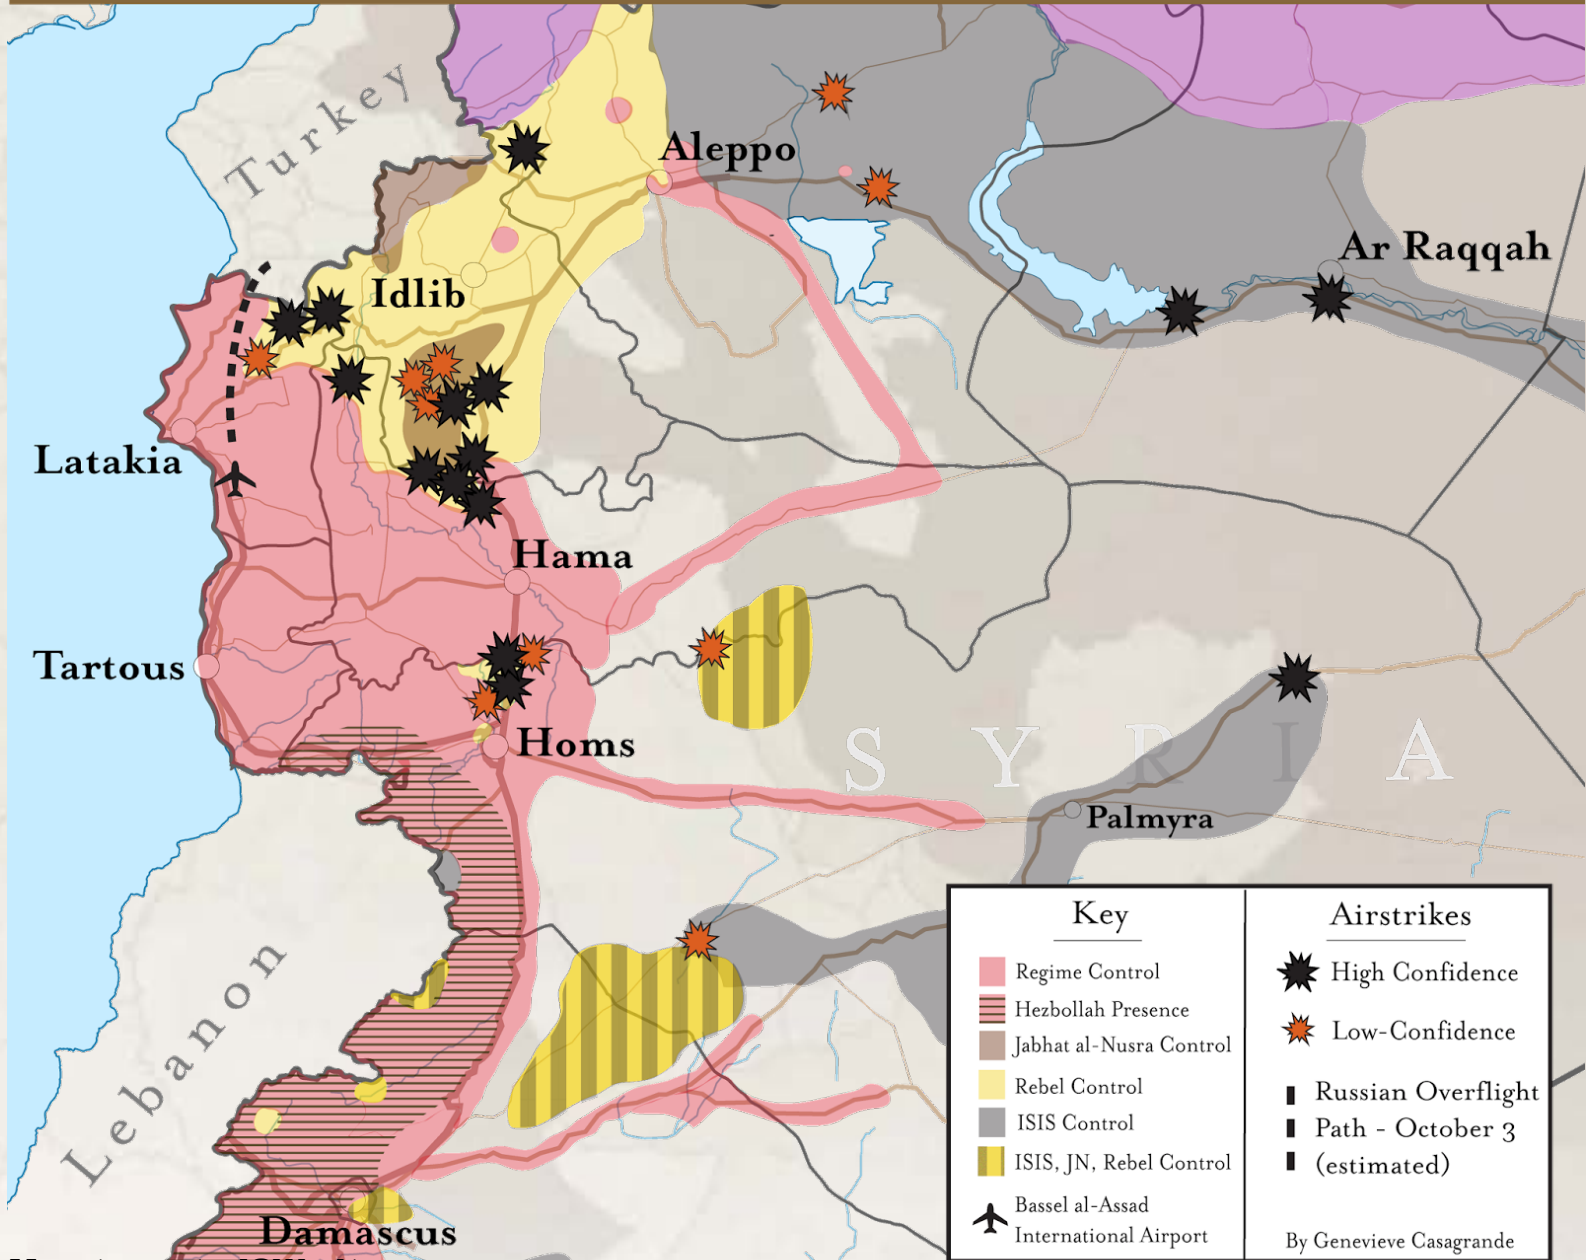 Turkey
Aleppo
Ar Raqqah
Idlib
Latakia
Hama
Tartous
Homs
SYRIA
Palmyra
Lebanon
Damascus
Key
Regime Control
Hezbollah Presence
Jabhat al-Nusra Control
Rebel Control
ISIS Control
ISIS, JN, Rebel Control
Bassel al-Assad
International Airport
Airstrikes
High Confidence
Low-Confidence
Russian Overflight
Path - October 3
(estimated)
By Genevieve Casagrande